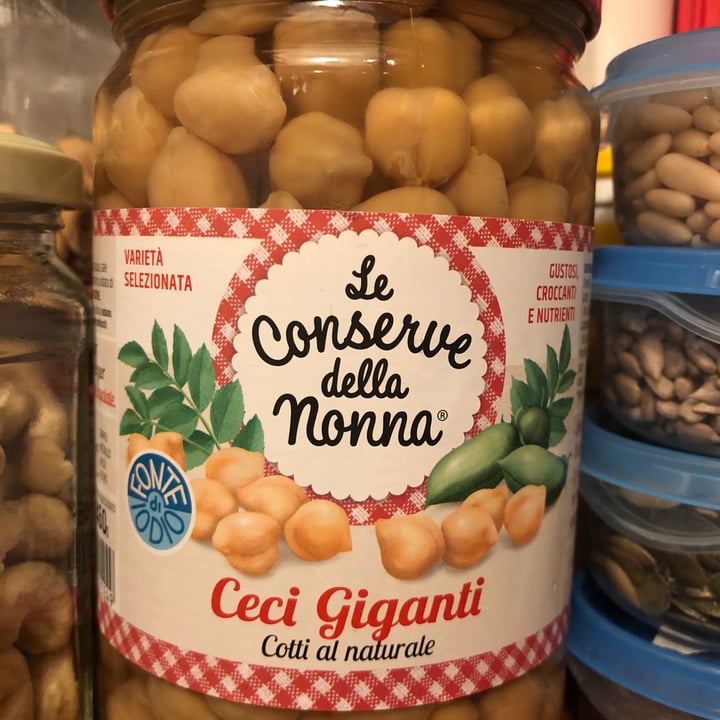 VARIETÀ
SELEZIONATA
GUSTOSI,
CROCCANTI
E NUTRIENTI
Le
Conserve
della
Nonna®
FONTE
di
IODIO
Ceci Giganti
Cotti al naturale